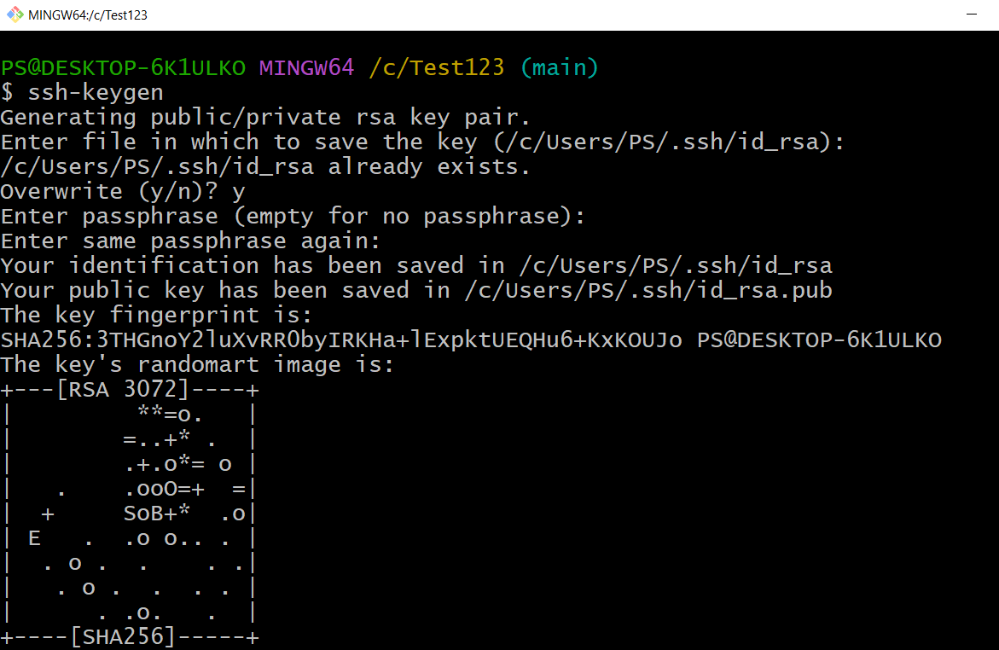 MINGW64:/c/Test123
PS@DESKTOP-6K1ULKO MINGW64 /c/Test123 (main)
$ ssh-keygen
Generating public/private rsa key pair.
Enter file in which to save the key (/c/Users/PS/.ssh/id_rsa):
/c/Users/PS/.ssh/id_rsa already exists.
Overwrite (y/n)? y
Enter passphrase (empty for no passphrase):
Enter same passphrase again:
Your identification has been saved in /c/Users/PS/.ssh/id_rsa
Your public key has been saved in /c/Users/PS/.ssh/id_rsa.pub
The key fingerprint is:
SHA256:3THGnoY2luXvRR0byIRKHa+lExpktUEQHu6+KxKOUJo PS@DESKTOP-6K1ULKO
The key's randomart image is:
+---[RSA 3072]----+
|         **=o.   |
|        =..+* .  |
|        .+.o*= o |
|   .    .ooO=+  =|
|  +     SoB+*  .o|
| E   .  .o o.. . |
|  . o .  .    . .|
|   . o .  .  . . |
|      . .o.   .  |
+----[SHA256]-----+